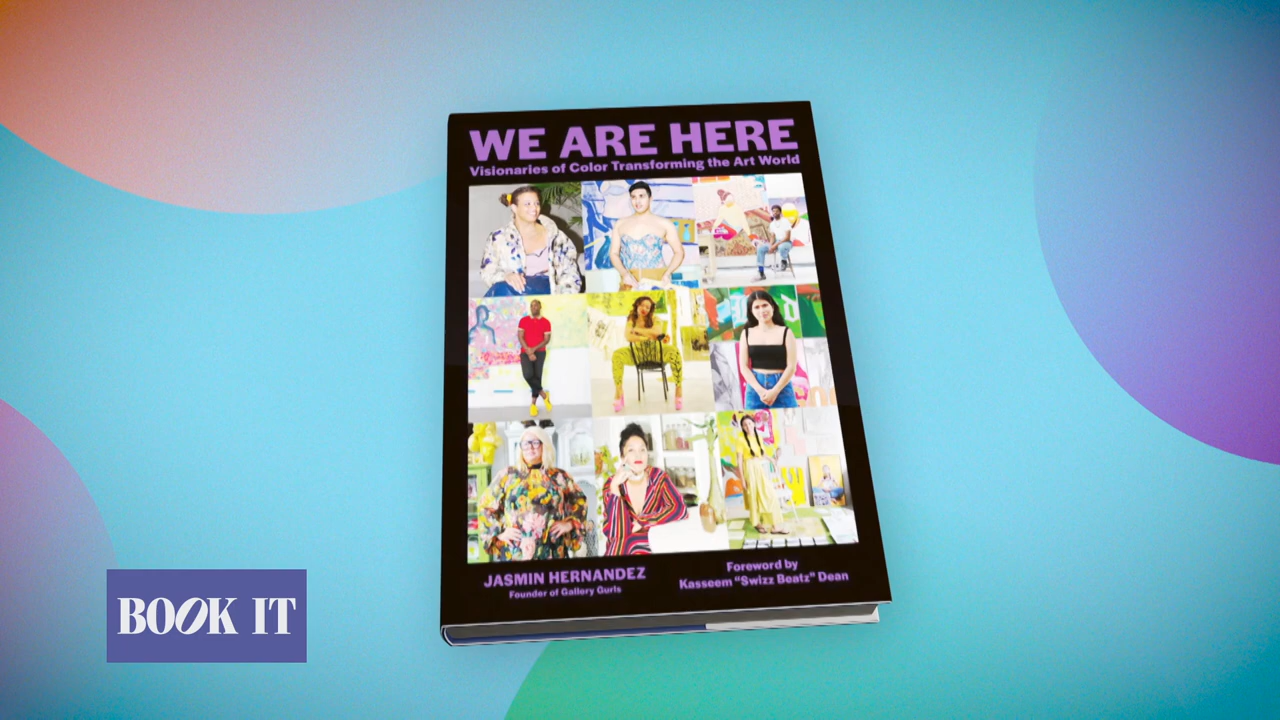 WE ARE HERE
Visionaries of Color Transforming the Art World
JASMIN HERNANDEZ
Founder of Gallery Gurls
Foreword by
Kasseem "Swizz Beatz" Dean
BOOK IT